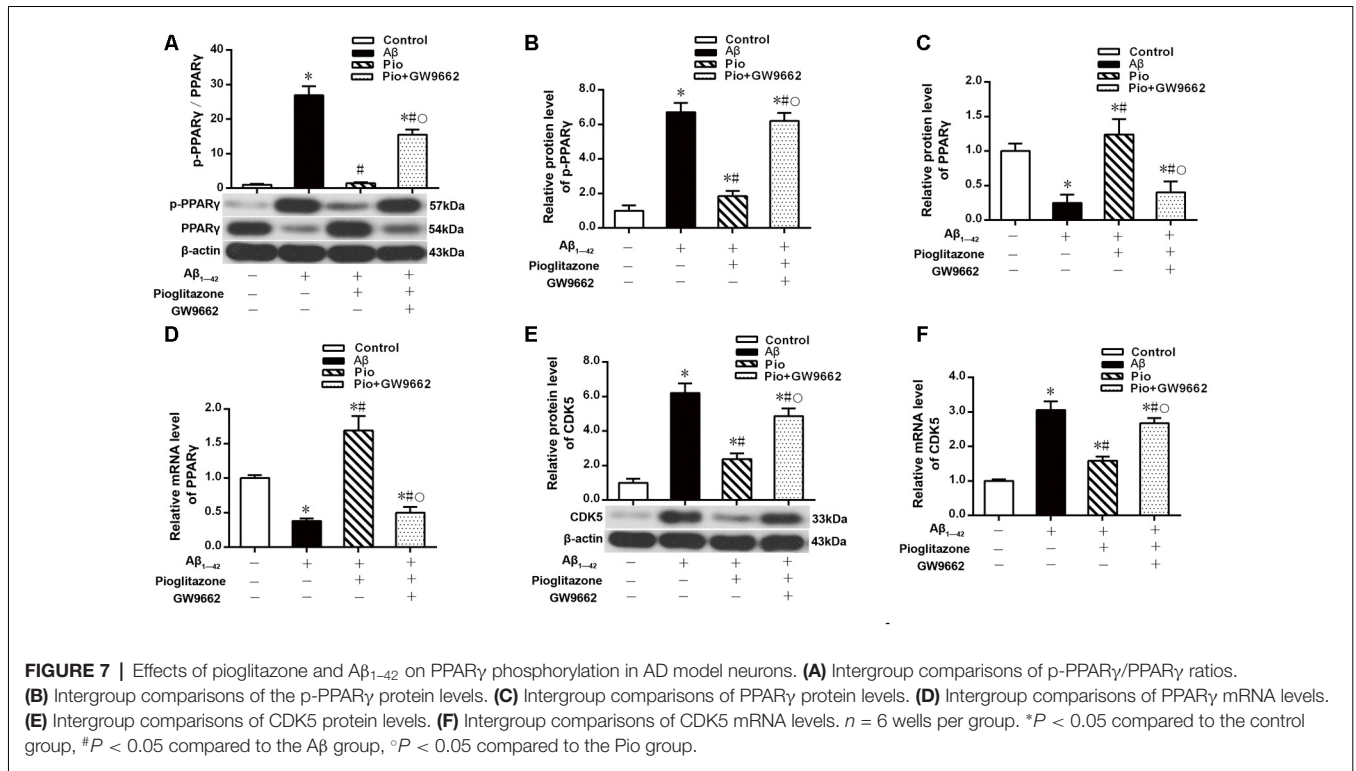 A
Control
Aβ
Pio
Pio+GW9662
p-PPARγ / PPARγ
40
30
20
10
0
*
#
*#○
p-PPARγ 57kDa
PPARγ 54kDa
β-actin 43kDa
Aβ1–42 – + + +
Pioglitazone – – + +
GW9662 – – – +
B
Control
Aβ
Pio
Pio+GW9662
Relative protien level
of p-PPARγ
8.0
6.0
4.0
2.0
0.0
*
*#
*#○
Aβ1–42 – + + +
Pioglitazone – – + +
GW9662 – – – +
C
Control
Aβ
Pio
Pio+GW9662
Relative protien level
of PPARγ
2.0
1.5
1.0
0.5
0.0
*
*#
*#○
Aβ1–42 – + + +
Pioglitazone – – + +
GW9662 – – – +
D
Control
Aβ
Pio
Pio+GW9662
Relative mRNA level
of PPARγ
2.0
1.5
1.0
0.5
0.0
*
*#
*#○
Aβ1–42 – + + +
Pioglitazone – – + +
GW9662 – – – +
E
Control
Aβ
Pio
Pio+GW9662
Relative protein level
of CDK5
8.0
6.0
4.0
2.0
0.0
*
*#
*#○
CDK5 33kDa
β-actin 43kDa
Aβ1–42 – + + +
Pioglitazone – – + +
GW9662 – – – +
F
Control
Aβ
Pio
Pio+GW9662
Relative mRNA level
of CDK5
4.0
3.0
2.0
1.0
0.0
*
*#
*#○
Aβ1–42 – + + +
Pioglitazone – – + +
GW9662 – – – +
FIGURE 7 | Effects of pioglitazone and Aβ1–42 on PPARγ phosphorylation in AD model neurons. (A) Intergroup comparisons of p-PPARγ/PPARγ ratios.
(B) Intergroup comparisons of the p-PPARγ protein levels. (C) Intergroup comparisons of PPARγ protein levels. (D) Intergroup comparisons of PPARγ mRNA levels.
(E) Intergroup comparisons of CDK5 protein levels. (F) Intergroup comparisons of CDK5 mRNA levels. n = 6 wells per group. *P < 0.05 compared to the control
group, #P < 0.05 compared to the Aβ group, ○P < 0.05 compared to the Pio group.